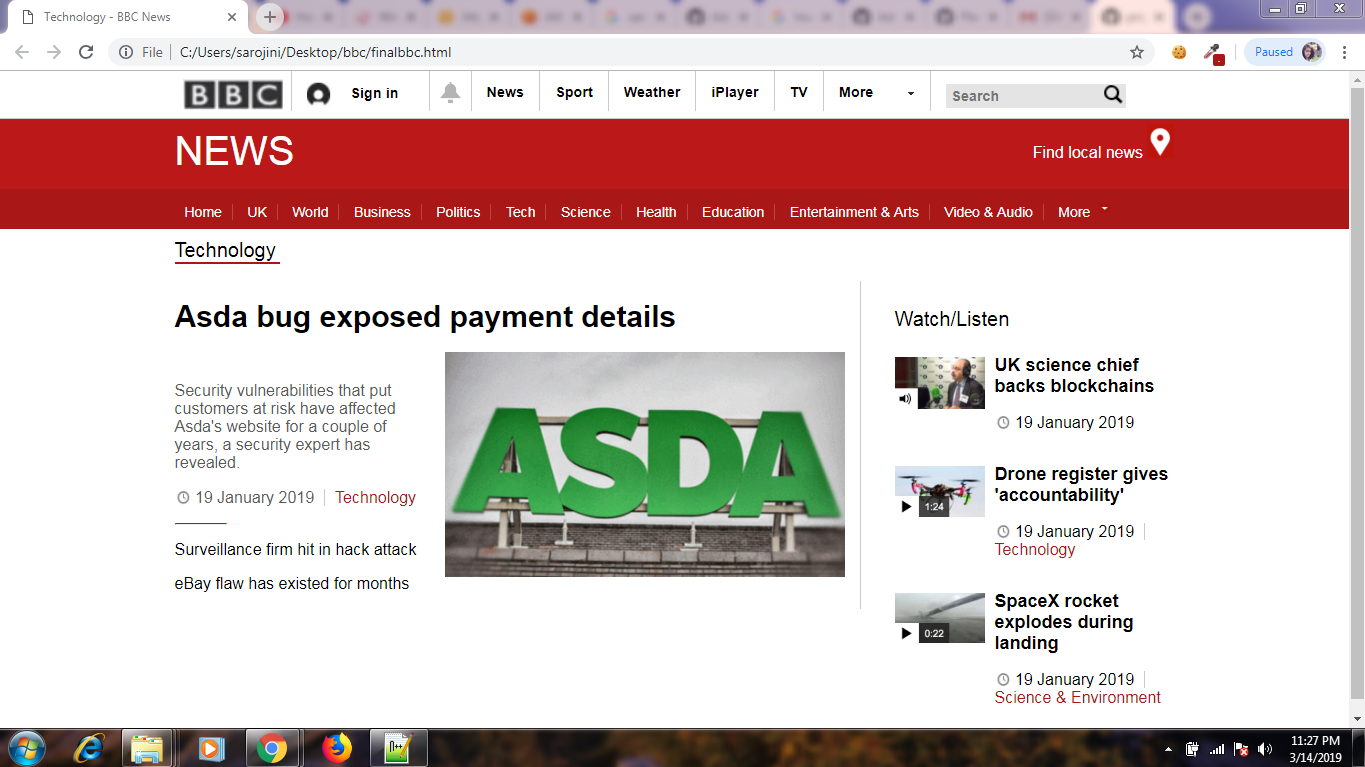 Technology - BBC News
File
C:/Users/sarojini/Desktop/bbc/finalbbc.html
Paused
BBC
Sign in
News
Sport
Weather
iPlayer
TV
More
Search
NEWS
Find local news
Home
UK
World
Business
Politics
Tech
Science
Health
Education
Entertainment & Arts
Video & Audio
More
Technology
Asda bug exposed payment details
Security vulnerabilities that put
customers at risk have affected
Asda's website for a couple of
years, a security expert has
revealed.
19 January 2019
Technology
Surveillance firm hit in hack attack
eBay flaw has existed for months
ASDA
Watch/Listen
UK science chief
backs blockchains
19 January 2019
1:24
Drone register gives
'accountability'
19 January 2019
Technology
0:22
SpaceX rocket
explodes during
landing
19 January 2019
Science & Environment
11:27 PM
3/14/2019